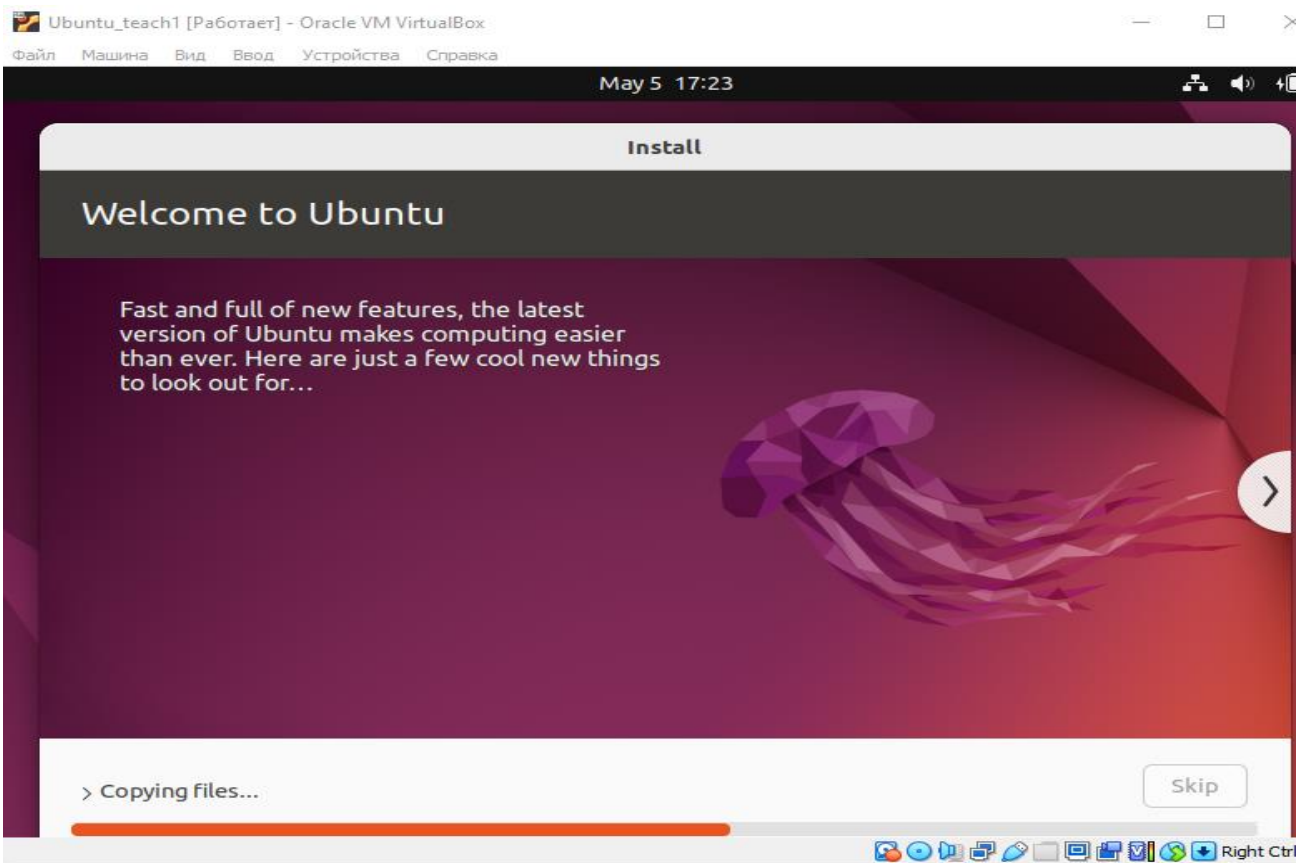 Ubuntu_teach1 [Работает] - Oracle VM VirtualBox
Файл Машина Вид Ввод Устройства Справка
May 5 17:23
Install
Welcome to Ubuntu
Fast and full of new features, the latest
version of Ubuntu makes computing easier
than ever. Here are just a few cool new things
to look out for...
> Copying files...
Skip
Right Ctrl